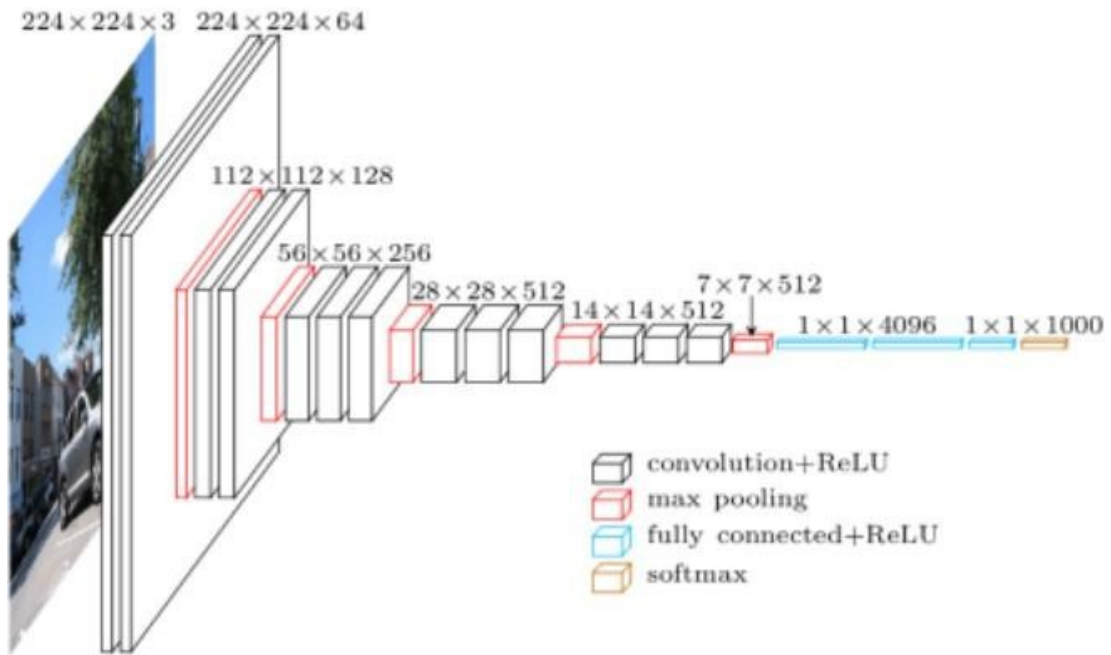 224×224×3
224×224×64
112×112×128
56×56×256
28×28×512
14×14×512
7×7×512
1×1×4096
1×1×1000
convolution+ReLU
max pooling
fully connected+ReLU
softmax